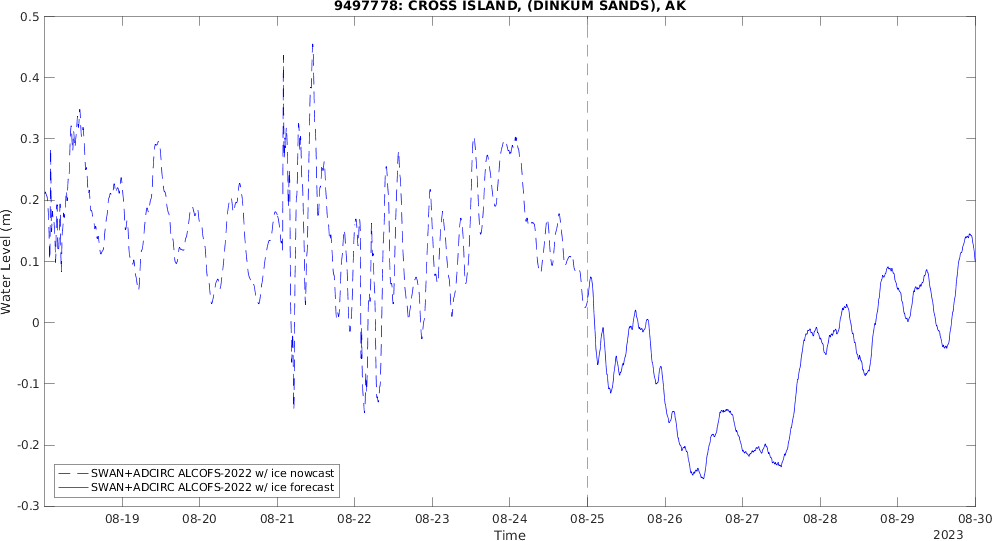 9497778: CROSS ISLAND, (DINKUM SANDS), AK
0.5
0.4
0.3
0.2
0.1
0
-0.1
-0.2
-0.3
Water Level (m)
SWAN+ADCIRC ALCOFS-2022 w/ ice nowcast
SWAN+ADCIRC ALCOFS-2022 w/ ice forecast
08-19 08-20 08-21 08-22 08-23 08-24 08-25 08-26 08-27 08-28 08-29 08-30
Time
2023